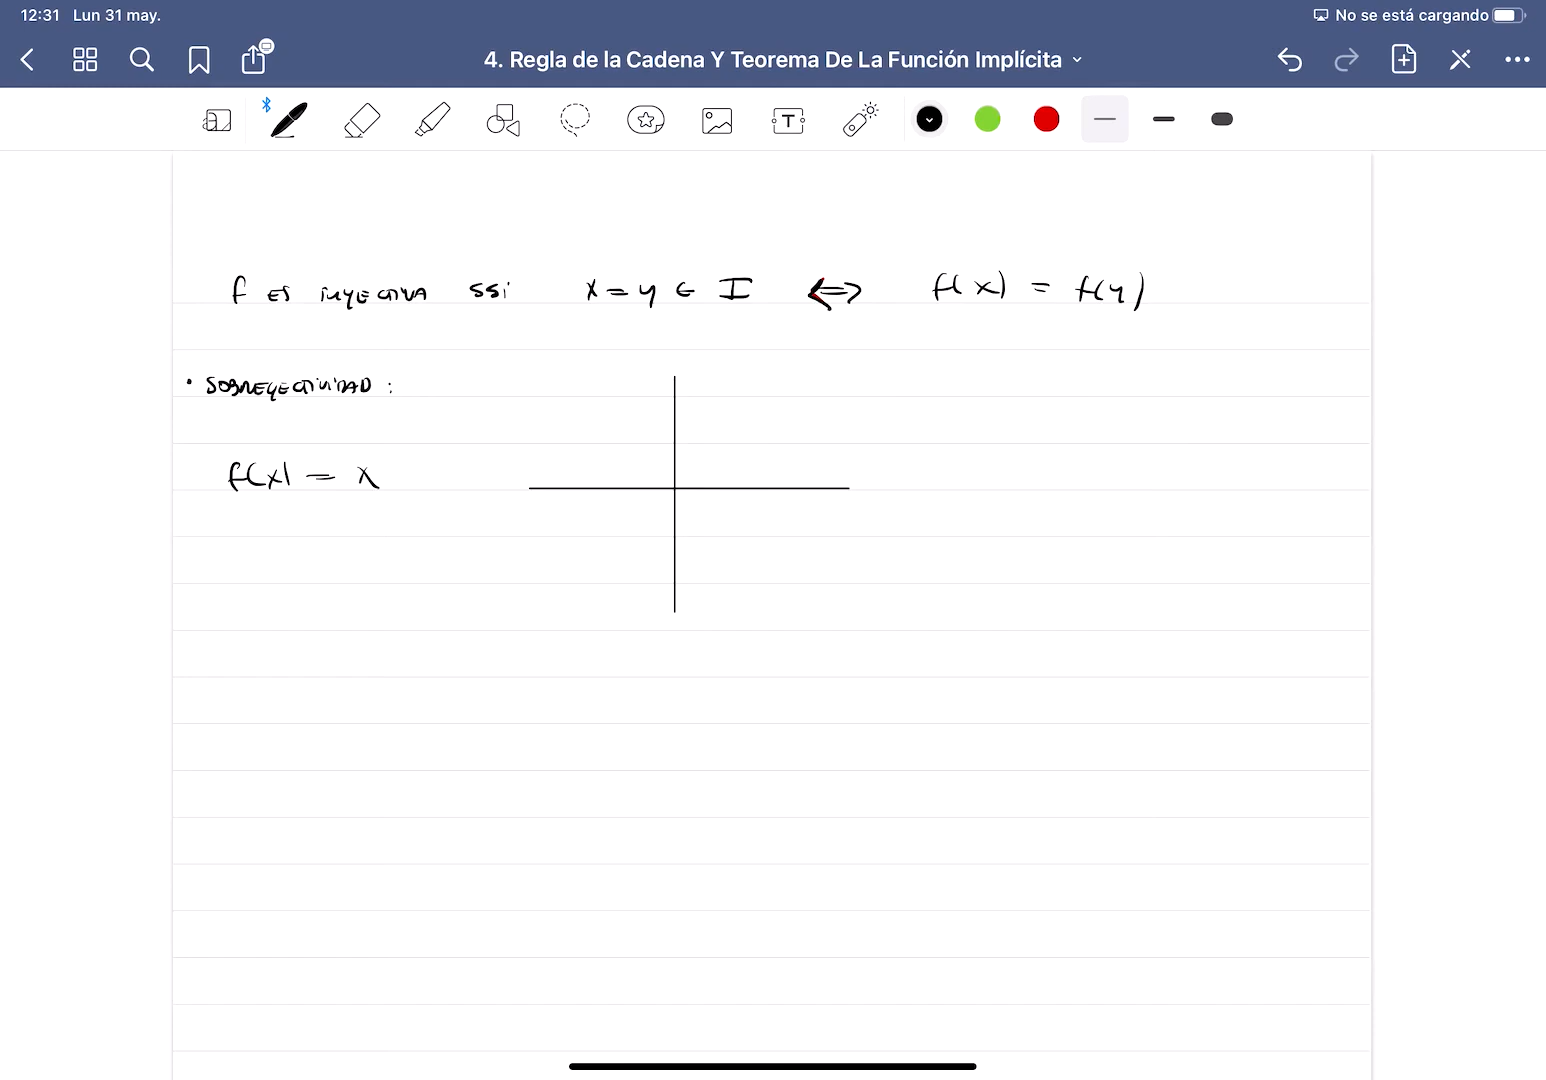 12:31 Lun 31 may. No se está cargando
4. Regla de la Cadena Y Teorema De La Función Implícita
f es inyectiva ssi x = y ∈ I ⟺ f(x) = f(y)
• SOBREYECTIVIDAD :
f(x) = x